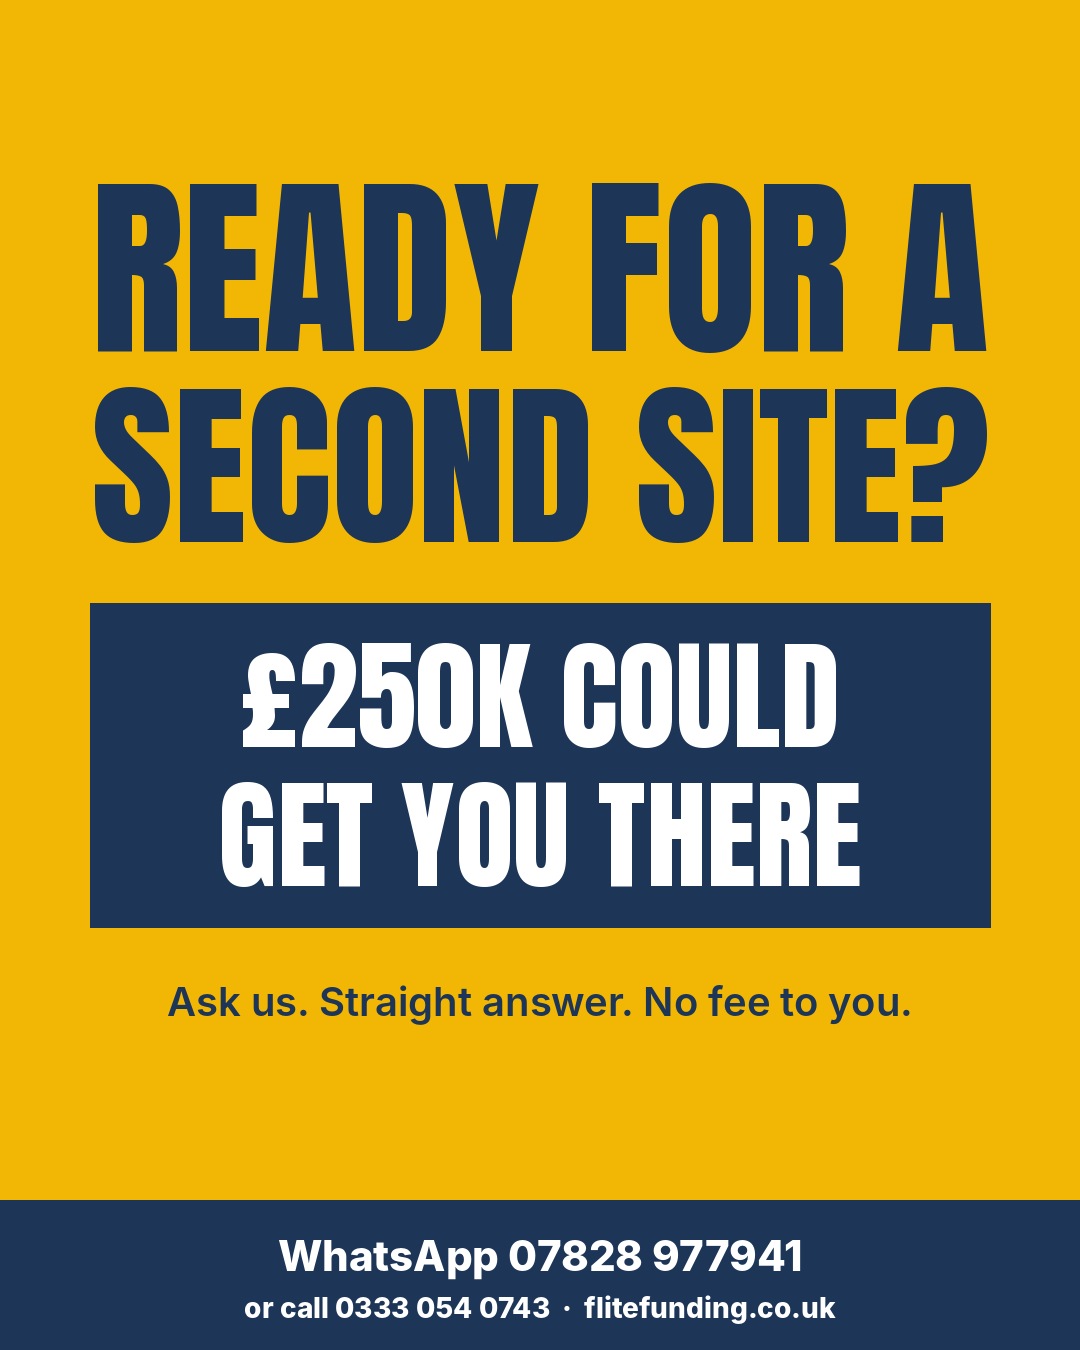 READY FOR A
SECOND SITE?
£250K COULD
GET YOU THERE
Ask us. Straight answer. No fee to you.
WhatsApp 07828 977941
or call 0333 054 0743 · flitefunding.co.uk